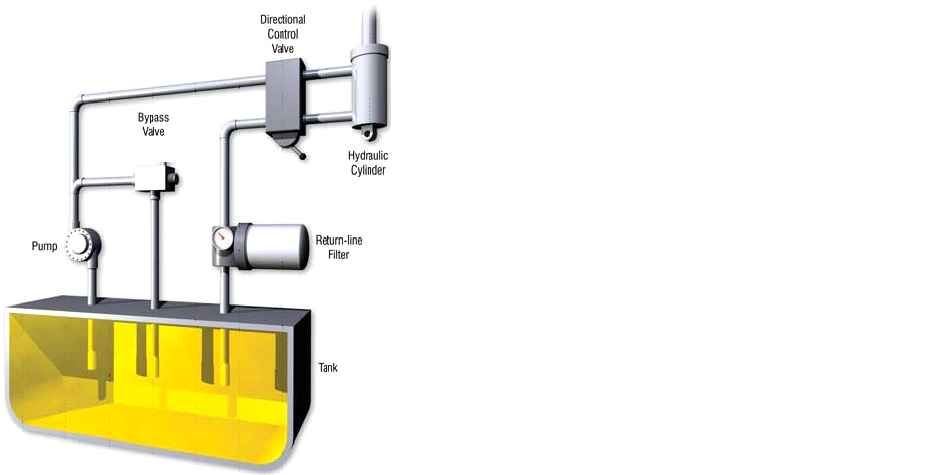 Directional
Control
Valve
Bypass
Valve
Hydraulic
Cylinder
Pump
Return-line
Filter
Tank